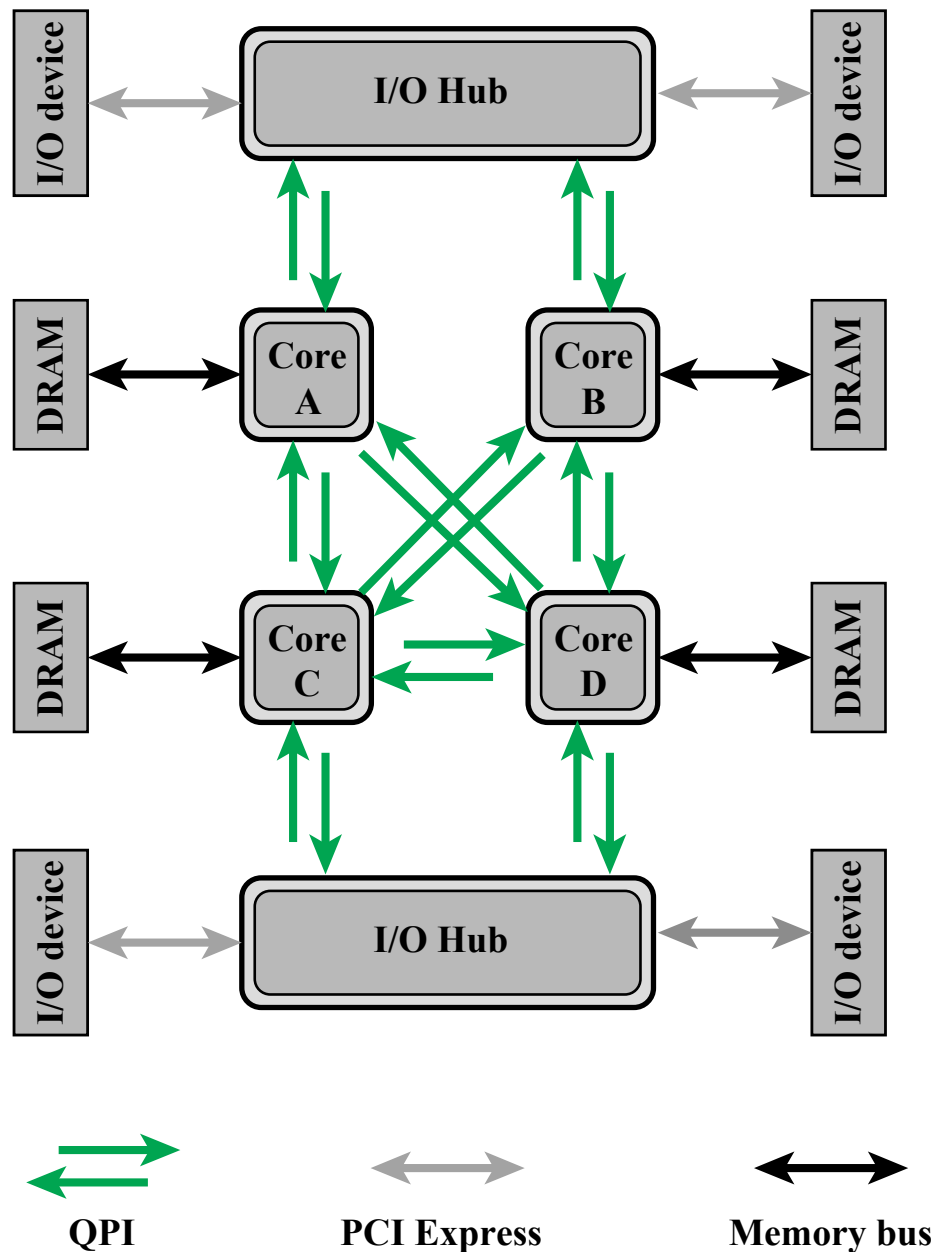 I/O device
I/O Hub
I/O device
DRAM
Core
A
Core
B
DRAM
DRAM
Core
C
Core
D
DRAM
I/O device
I/O Hub
I/O device
QPI
PCI Express
Memory bus